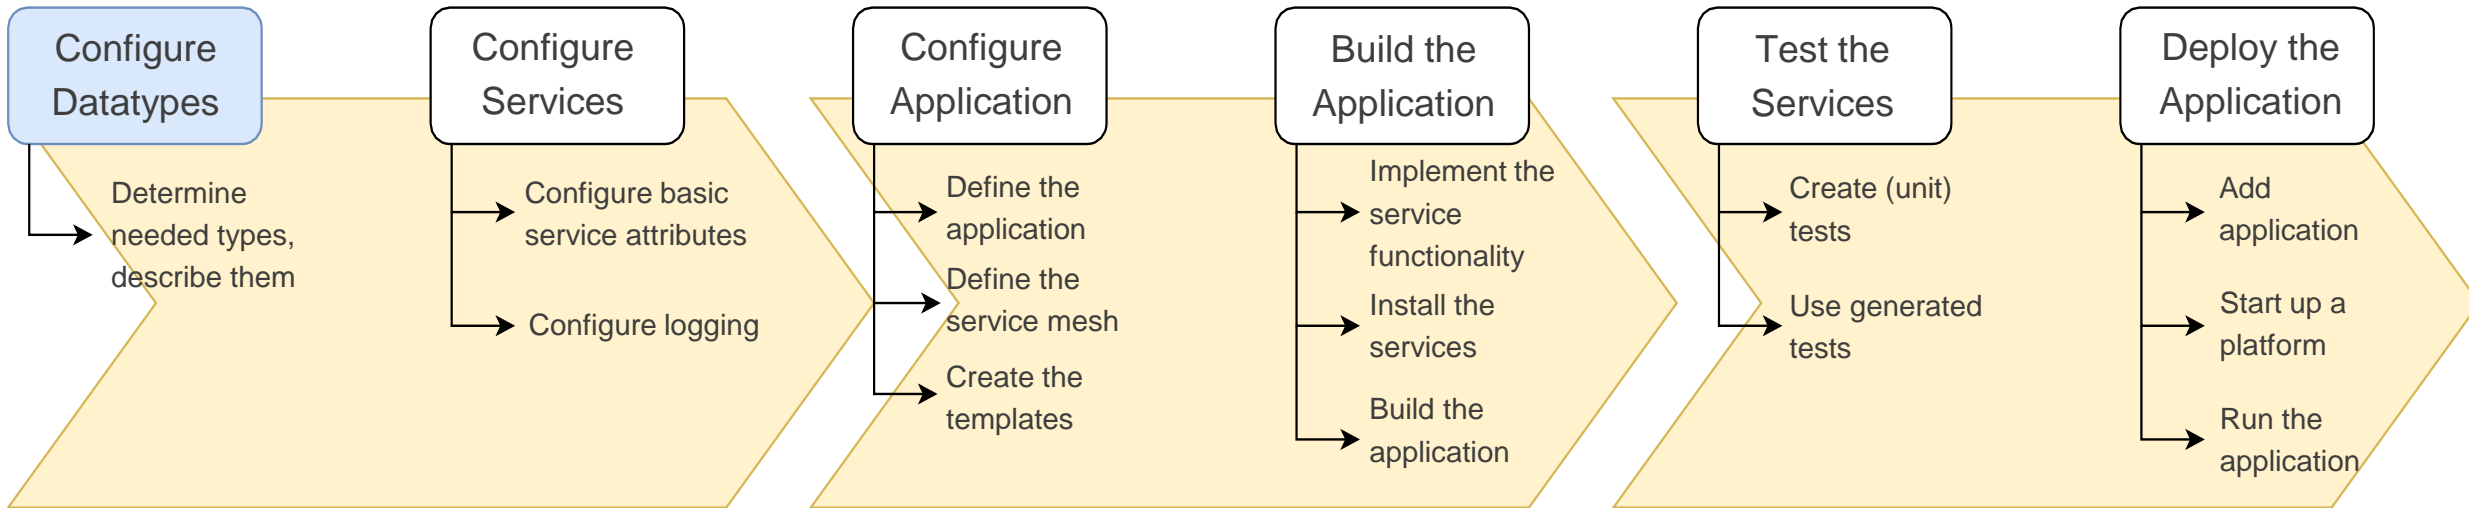 Configure
Datatypes
Determine
needed types,
describe them
Configure
Services
Configure basic
service attributes
Configure logging
Configure
Application
Define the
application
Define the
service mesh
Create the
templates
Build the
Application
Implement the
service
functionality
Install the
services
Build the
application
Test the
Services
Create (unit)
tests
Use generated
tests
Deploy the
Application
Add
application
Start up a
platform
Run the
application